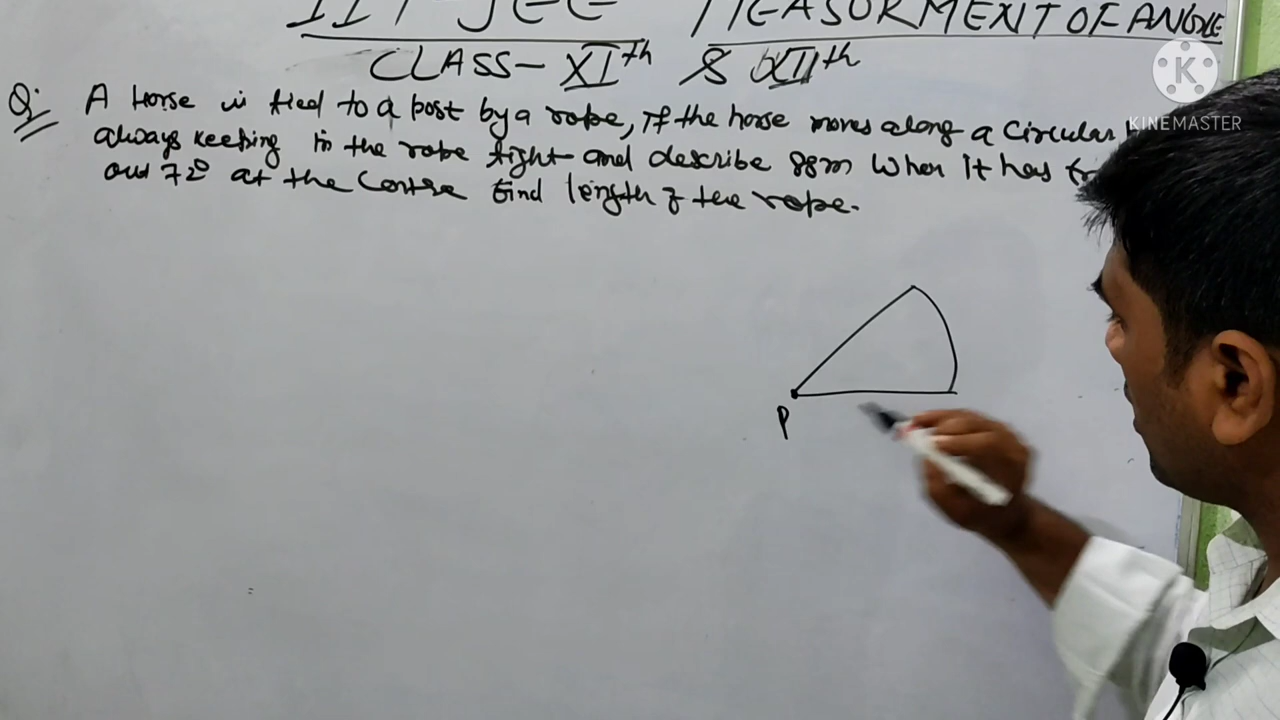 IIT-JEE MEASURMENT OF ANGLE
CLASS-XIth & XIIth
Q: A Horse is tied to a post by a rope, if the horse moves along a Circular
always keeping in the rope tight and describe 88m when it has
out 72° at the Centre find length of the rope.
P
K
KINEMASTER